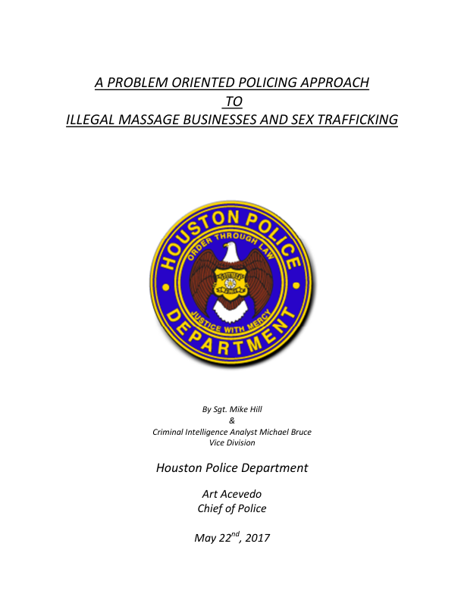 A PROBLEM ORIENTED POLICING APPROACH
TO
ILLEGAL MASSAGE BUSINESSES AND SEX TRAFFICKING
HOUSTON POLICE
ORDER THROUGH LAW
JUSTICE WITH MERCY
DEPARTMENT
By Sgt. Mike Hill
&
Criminal Intelligence Analyst Michael Bruce
Vice Division
Houston Police Department
Art Acevedo
Chief of Police
May 22nd, 2017